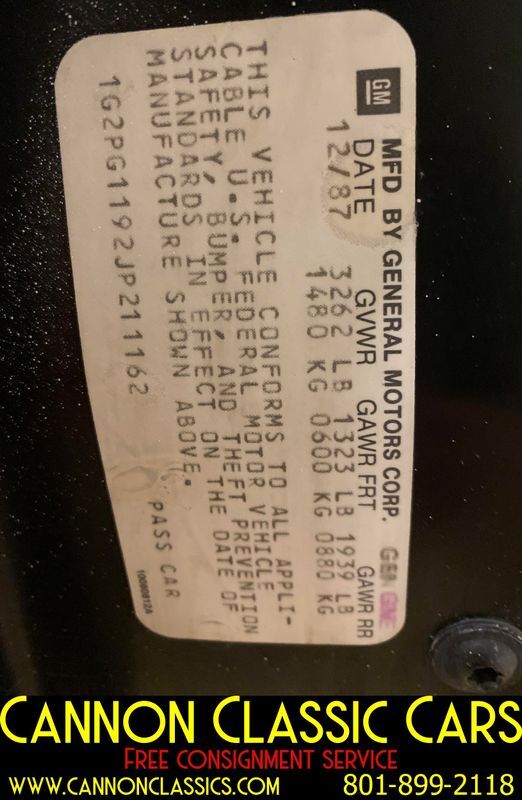 GM MFD BY GENERAL MOTORS CORP.
DATE GVWR GAWR FRT GAWR RR
12/87 3262 LB 1323 LB 1939 LB
1480 KG 0600 KG 0880 KG
THIS VEHICLE CONFORMS TO ALL APPLI-
CABLE U.S. FEDERAL MOTOR VEHICLE
SAFETY, BUMPER, AND THEFT PREVENTION
STANDARDS IN EFFECT ON THE DATE OF
MANUFACTURE SHOWN ABOVE.
1G2PG1192JP211162 PASS CAR
10080812A
CANNON CLASSIC CARS
FREE CONSIGNMENT SERVICE
WWW.CANNONCLASSICS.COM 801-899-2118